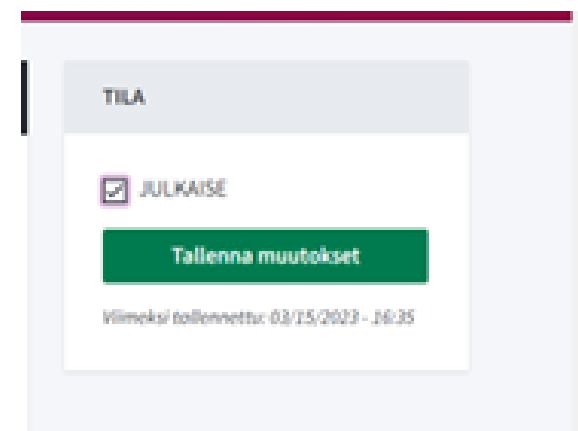 TILA
JULKAISE
Tallenna muutokset
Viimeksi tallennettu: 03/15/2023 - 16:35